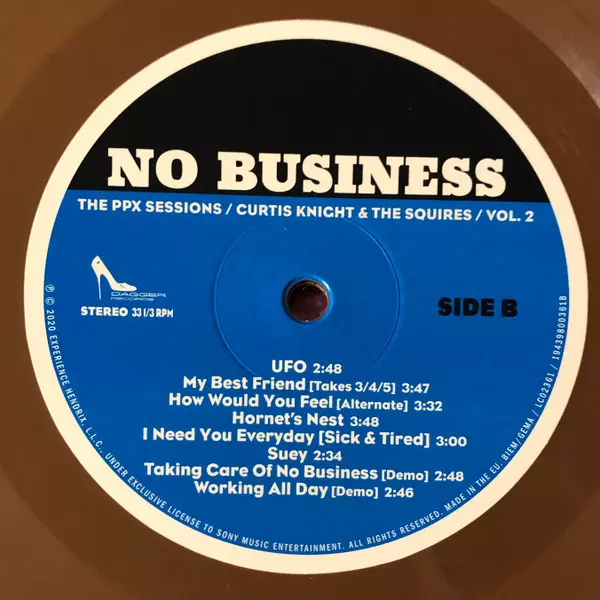 NO BUSINESS
THE PPX SESSIONS / CURTIS KNIGHT & THE SQUIRES / VOL. 2
DAGGER
RECORDS
STEREO 33 1/3 RPM
SIDE B
UFO 2:48
My Best Friend [Takes 3/4/5] 3:47
How Would You Feel [Alternate] 3:32
Hornet's Nest 3:48
I Need You Everyday [Sick & Tired] 3:00
Suey 2:34
Taking Care Of No Business [Demo] 2:48
Working All Day [Demo] 2:46
℗ © 2020 EXPERIENCE HENDRIX, L.L.C., UNDER EXCLUSIVE LICENSE TO SONY MUSIC ENTERTAINMENT. ALL RIGHTS RESERVED. MADE IN THE EU. BIEM/GEMA / LC02361 / 19439800361B